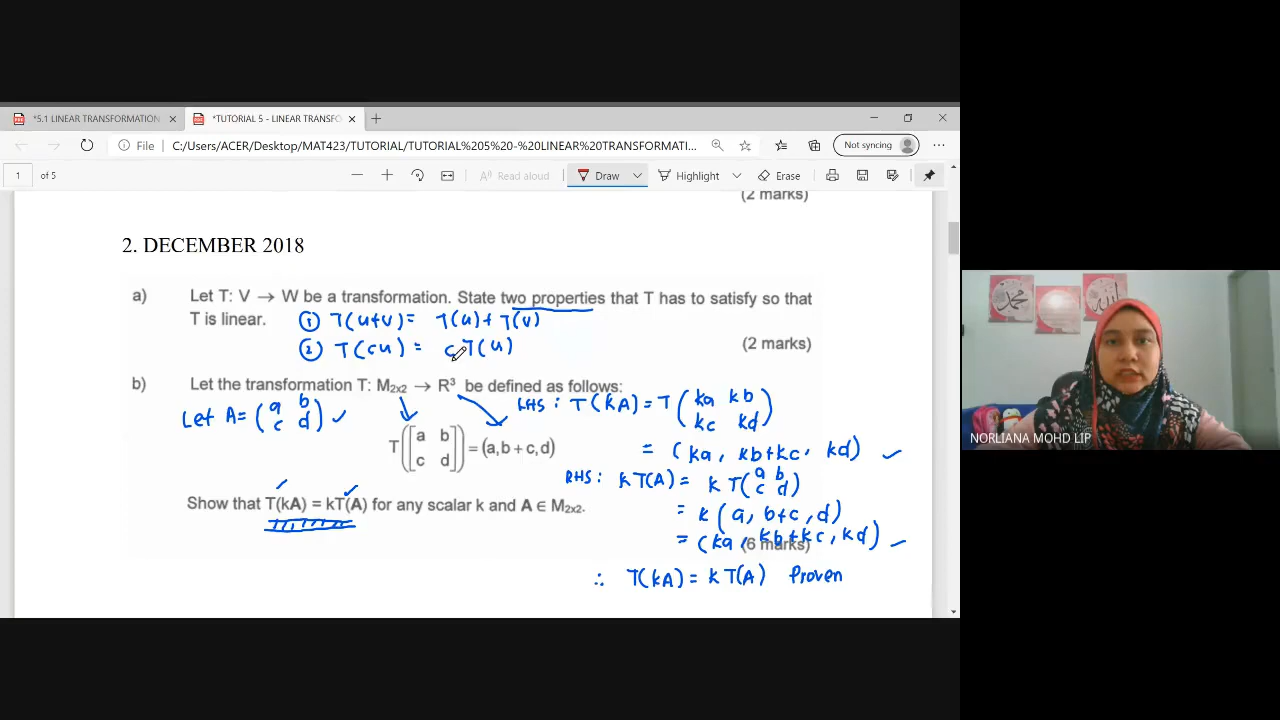 *5.1 LINEAR TRANSFORMATION
*TUTORIAL 5 - LINEAR TRANSFO
File
C:/Users/ACER/Desktop/MAT423/TUTORIAL/TUTORIAL%205%20-%20LINEAR%20TRANSFORMATI...
Not syncing
1 of 5
Read aloud
Draw
Highlight
Erase
(2 marks)
2. DECEMBER 2018
a) Let T: V → W be a transformation. State two properties that T has to satisfy so that
T is linear.
① T(u+v) = T(u) + T(v)
② T(cu) = cT(u)
(2 marks)
b) Let the transformation T: M₂ₓ₂ → R³ be defined as follows:
Let A = (a b
c d) ✓
T([a b
c d]) = (a, b + c, d)
Show that T(kA) = kT(A) for any scalar k and A ∈ M₂ₓ₂.
LHS : T(kA) = T(ka kb
kc kd)
= (ka, kb+kc, kd) ✓
RHS : kT(A) = k T(a b
c d)
= k(a, b+c, d)
= (ka, kb+kc, kd) ✓
(6 marks)
∴ T(kA) = k T(A) Proven
NORLIANA MOHD LIP